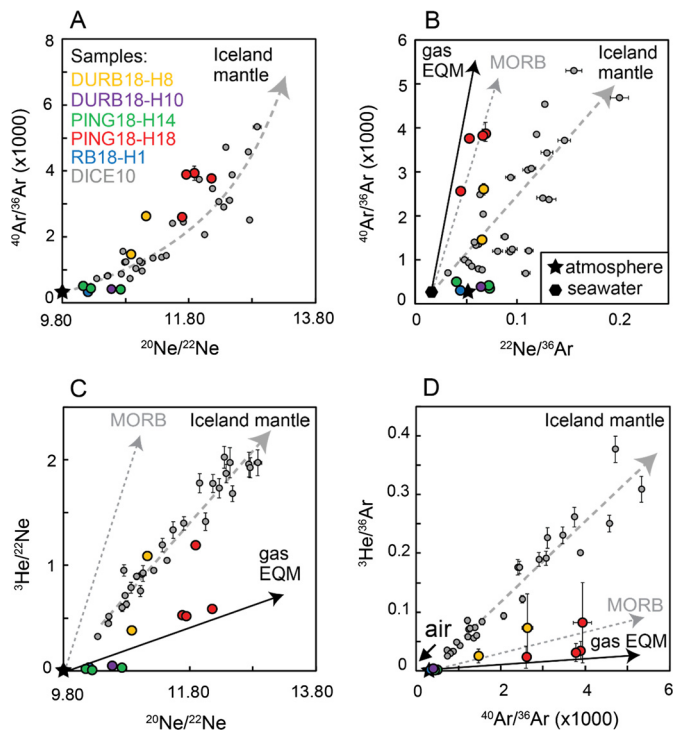 A
Samples:
DURB18-H8
DURB18-H10
PING18-H14
PING18-H18
RB18-H1
DICE10
Iceland
mantle
⁴⁰Ar/³⁶Ar (x1000)
8
6
4
2
0
9.80
11.80
13.80
²⁰Ne/²²Ne
B
gas
EQM
MORB
Iceland
mantle
⁴⁰Ar/³⁶Ar (x1000)
6
5
4
3
2
1
0
0
0.1
0.2
²²Ne/³⁶Ar
atmosphere
seawater
C
MORB
Iceland mantle
gas
EQM
³He/²²Ne
2
1
0
9.80
11.80
13.80
²⁰Ne/²²Ne
D
Iceland mantle
MORB
gas EQM
air
³He/³⁶Ar
0.4
0.3
0.2
0.1
0
2
4
6
⁴⁰Ar/³⁶Ar (x1000)